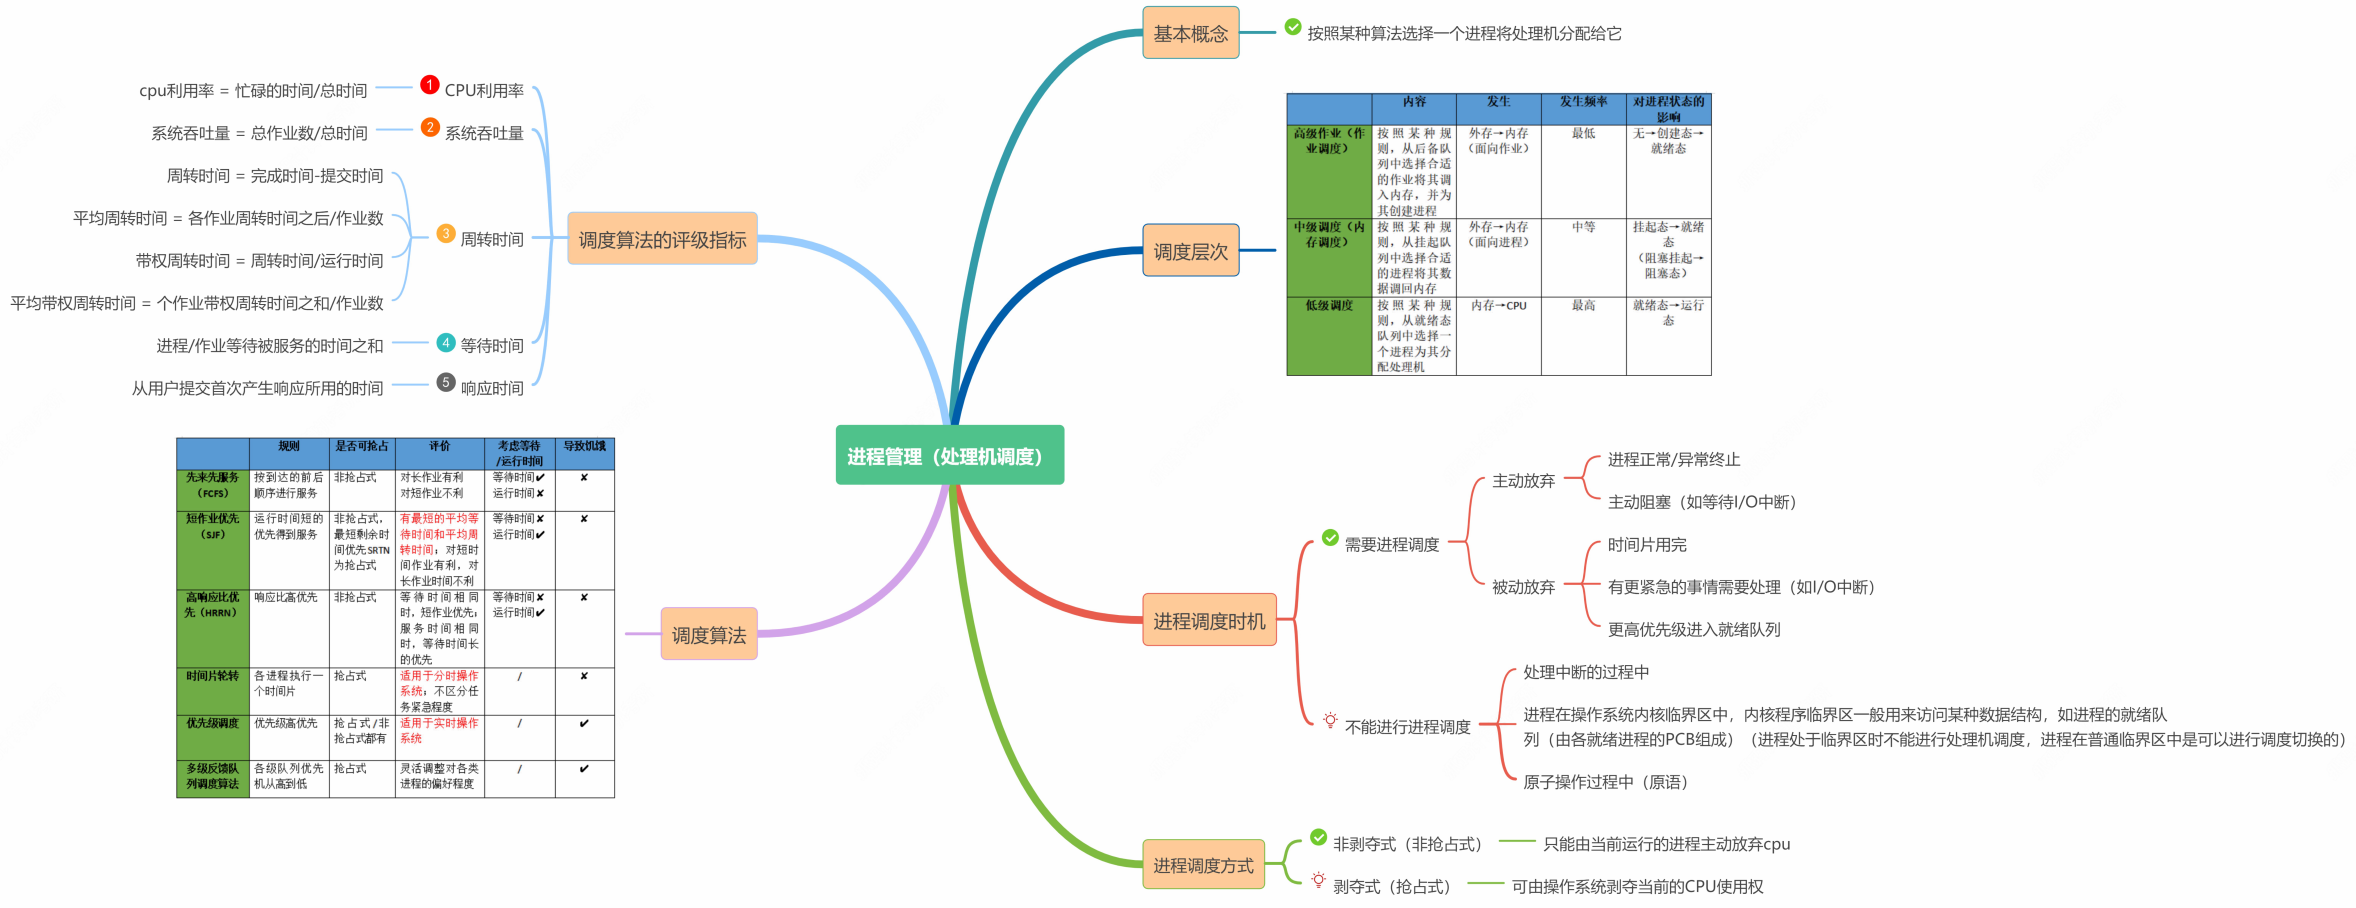 进程管理（处理机调度）
基本概念
按照某种算法选择一个进程将处理机分配给它
调度层次
内容 发生 发生频率 对进程状态的
影响
高级作业（作
业调度）
按照某种规
则，从后备队
列中选择合适
的作业将其调
入内存，并为
其创建进程
外存→内存
（面向作业）
最低
无→创建态→
就绪态
中级调度（内
存调度）
按照某种规
则，从挂起队
列中选择合适
的进程将其数
据调回内存
外存→内存
（面向进程）
中等
挂起态→就绪
态
（阻塞挂起→
阻塞态）
低级调度
按照某种规
则，从就绪态
队列中选择一
个进程为其分
配处理机
内存→CPU
最高
就绪态→运行
态
进程调度时机
需要进程调度
主动放弃
进程正常/异常终止
主动阻塞（如等待I/O中断）
被动放弃
时间片用完
有更紧急的事情需要处理（如I/O中断）
更高优先级进入就绪队列
不能进行进程调度
处理中断的过程中
进程在操作系统内核临界区中，内核程序临界区一般用来访问某种数据结构，如进程的就绪队
列（由各就绪进程的PCB组成）（进程处于临界区时不能进行处理机调度，进程在普通临界区中是可以进行调度切换的）
原子操作过程中（原语）
进程调度方式
非剥夺式（非抢占式）
只能由当前运行的进程主动放弃cpu
剥夺式（抢占式）
可由操作系统剥夺当前的CPU使用权
调度算法的评级指标
1 CPU利用率
cpu利用率 = 忙碌的时间/总时间
2 系统吞吐量
系统吞吐量 = 总作业数/总时间
3 周转时间
周转时间 = 完成时间-提交时间
平均周转时间 = 各作业周转时间之后/作业数
带权周转时间 = 周转时间/运行时间
平均带权周转时间 = 个作业带权周转时间之和/作业数
4 等待时间
进程/作业等待被服务的时间之和
5 响应时间
从用户提交首次产生响应所用的时间
调度算法
规则 是否可抢占 评价 考虑等待 导致饥饿
/运行时间
先来先服务
（FCFS）
按到达的前后
顺序进行服务
非抢占式
对长作业有利
对短作业不利
等待时间✔
运行时间✘
✘
短作业优先
（SJF）
运行时间短的
优先得到服务
非抢占式，
最短剩余时
间优先SRTN
为抢占式
有最短的平均等
待时间和平均周
转时间；对短时
间作业有利，对
长作业时间不利
等待时间✘
运行时间✔
✘
高响应比优
先（HRRN）
响应比高优先
非抢占式
等待时间相同
时，短作业优先；
服务时间相同
时，等待时间长
的优先
等待时间✘
运行时间✔
✘
时间片轮转
各进程执行一
个时间片
抢占式
适用于分时操作
系统；不区分任
务紧急程度
/
✘
优先级调度
优先级高优先
抢占式/非
抢占式都有
适用于实时操作
系统
/
✔
多级反馈队
列调度算法
各级队列优先
机从高到低
抢占式
灵活调整对各类
进程的偏好程度
/
✔